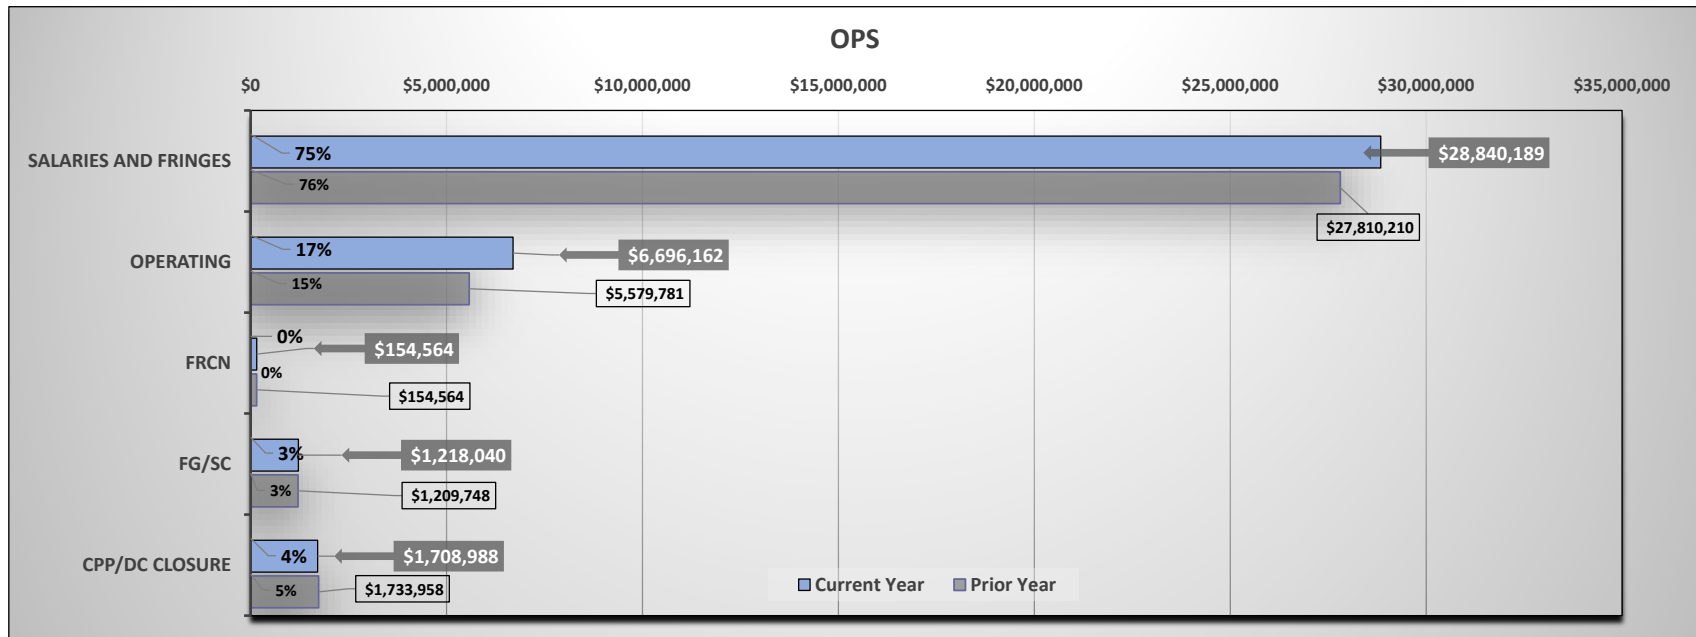 OPS
$0 $5,000,000 $10,000,000 $15,000,000 $20,000,000 $25,000,000 $30,000,000 $35,000,000
SALARIES AND FRINGES
75%
$28,840,189
76%
$27,810,210
OPERATING
17%
$6,696,162
15%
$5,579,781
FRCN
0%
$154,564
0%
$154,564
FG/SC
3%
$1,218,040
3%
$1,209,748
CPP/DC CLOSURE
4%
$1,708,988
5%
$1,733,958
Current Year Prior Year